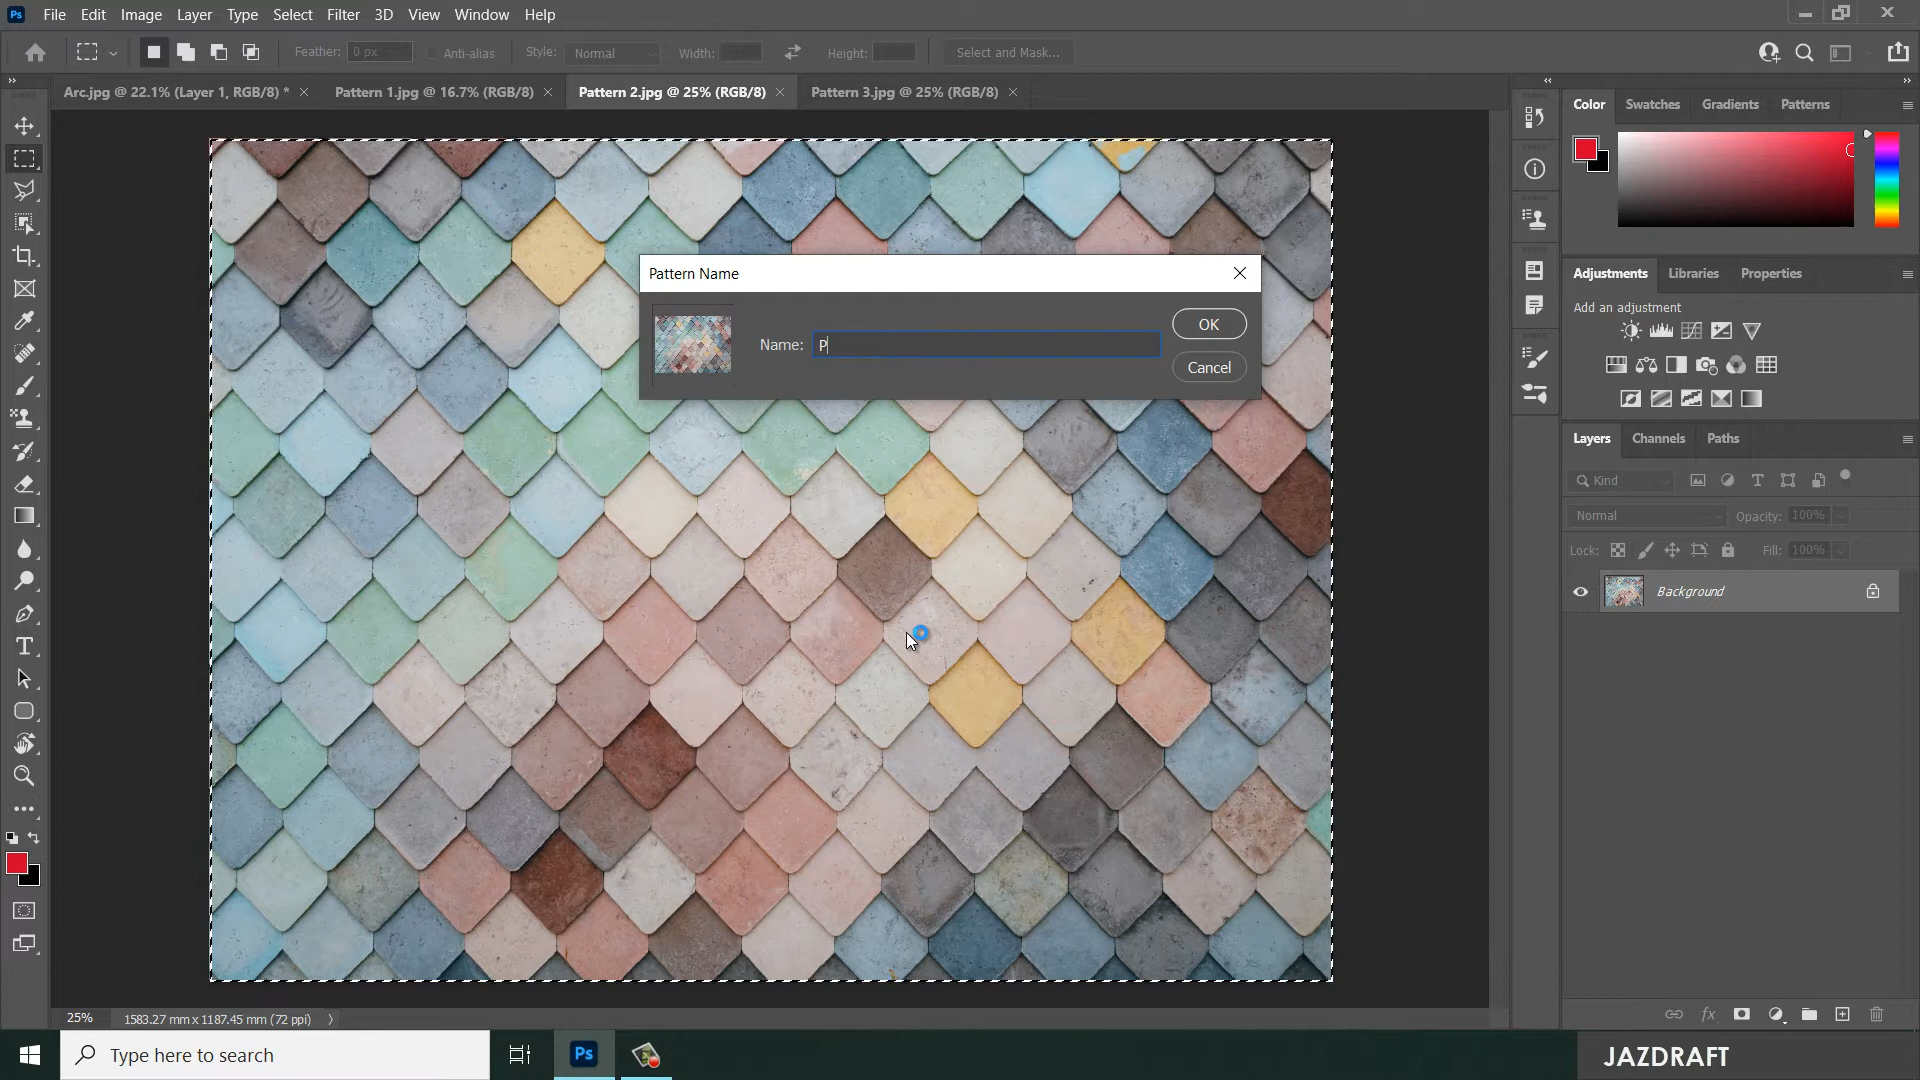 Ps File Edit Image Layer Type Select Filter 3D View Window Help
Feather: 0 px Anti-alias Style: Normal Width: Height: Select and Mask...
Arc.jpg @ 22.1% (Layer 1, RGB/8) * Pattern 1.jpg @ 16.7% (RGB/8) Pattern 2.jpg @ 25% (RGB/8) Pattern 3.jpg @ 25% (RGB/8)
Color Swatches Gradients Patterns
Pattern Name
Name: P
OK
Cancel
Adjustments Libraries Properties
Add an adjustment
Layers Channels Paths
Kind
Normal Opacity: 100%
Lock: Fill: 100%
Background
fx
25% 1583.27 mm x 1187.45 mm (72 ppi)
Type here to search
Ps
JAZDRAFT